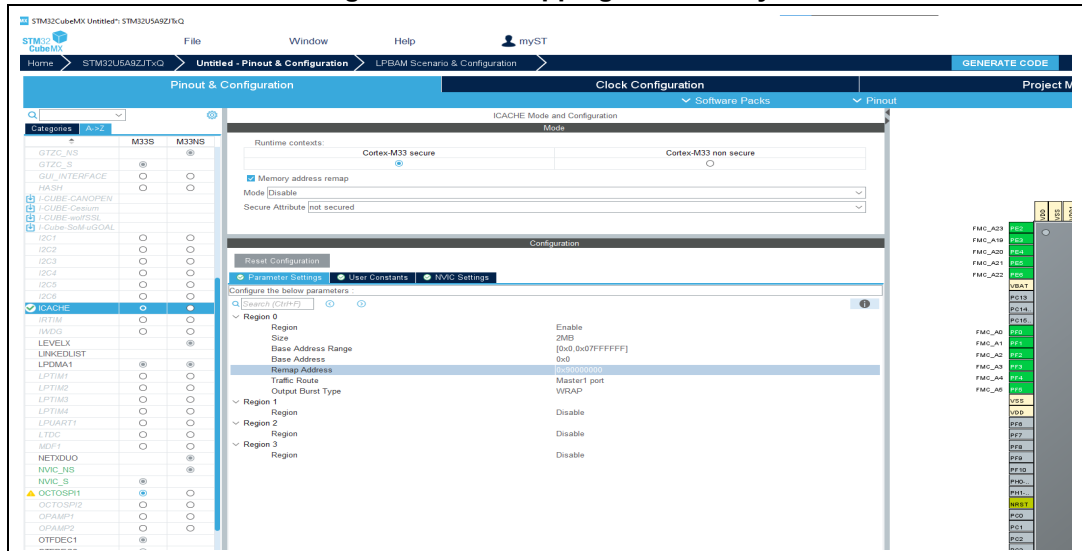 STM32CubeMX Untitled*: STM32U5A9ZJTxQ
STM32 CubeMX
File Window Help myST
Home STM32U5A9ZJTxQ Untitled - Pinout & Configuration LPBAM Scenario & Configuration GENERATE CODE
Pinout & Configuration Clock Configuration Project M
Software Packs Pinout
ICACHE Mode and Configuration
Categories A->Z Mode
M33S M33NS
Runtime contexts:
Cortex-M33 secure Cortex-M33 non secure
GTZC_NS
GTZC_S
GUI_INTERFACE
HASH
I-CUBE-CANOPEN
I-CUBE-Cesium
I-CUBE-wolfSSL
I-Cube-SoM-uGOAL
I2C1
I2C2
I2C3
I2C4
I2C5
I2C6
ICACHE
IRTIM
IWDG
LEVELX
LINKEDLIST
LPDMA1
LPTIM1
LPTIM2
LPTIM3
LPTIM4
LPUART1
LTDC
MDF1
NETXDUO
NVIC_NS
NVIC_S
OCTOSPI1
OCTOSPI2
OPAMP1
OPAMP2
OTFDEC1
Memory address remap
Mode Disable
Secure Attribute not secured
Configuration
Reset Configuration
Parameter Settings User Constants NVIC Settings
Configure the below parameters :
Search (Ctrl+F)
Region 0
Region Enable
Size 2MB
Base Address Range [0x0,0x07FFFFFF]
Base Address 0x0
Remap Address 0x90000000
Traffic Route Master1 port
Output Burst Type WRAP
Region 1
Region Disable
Region 2
Region Disable
Region 3
Region Disable
VDD
VSS
FMC_A23 PE2
FMC_A19 PE3
FMC_A20 PE4
FMC_A21 PE5
FMC_A22 PE6
VBAT
PC13
PC14..
PC15..
FMC_A0 PF0
FMC_A1 PF1
FMC_A2 PF2
FMC_A3 PF3
FMC_A4 PF4
FMC_A5 PF5
VSS
VDD
PF6
PF7
PF8
PF9
PF10
PH0-..
PH1-..
NRST
PC0
PC1
PC2